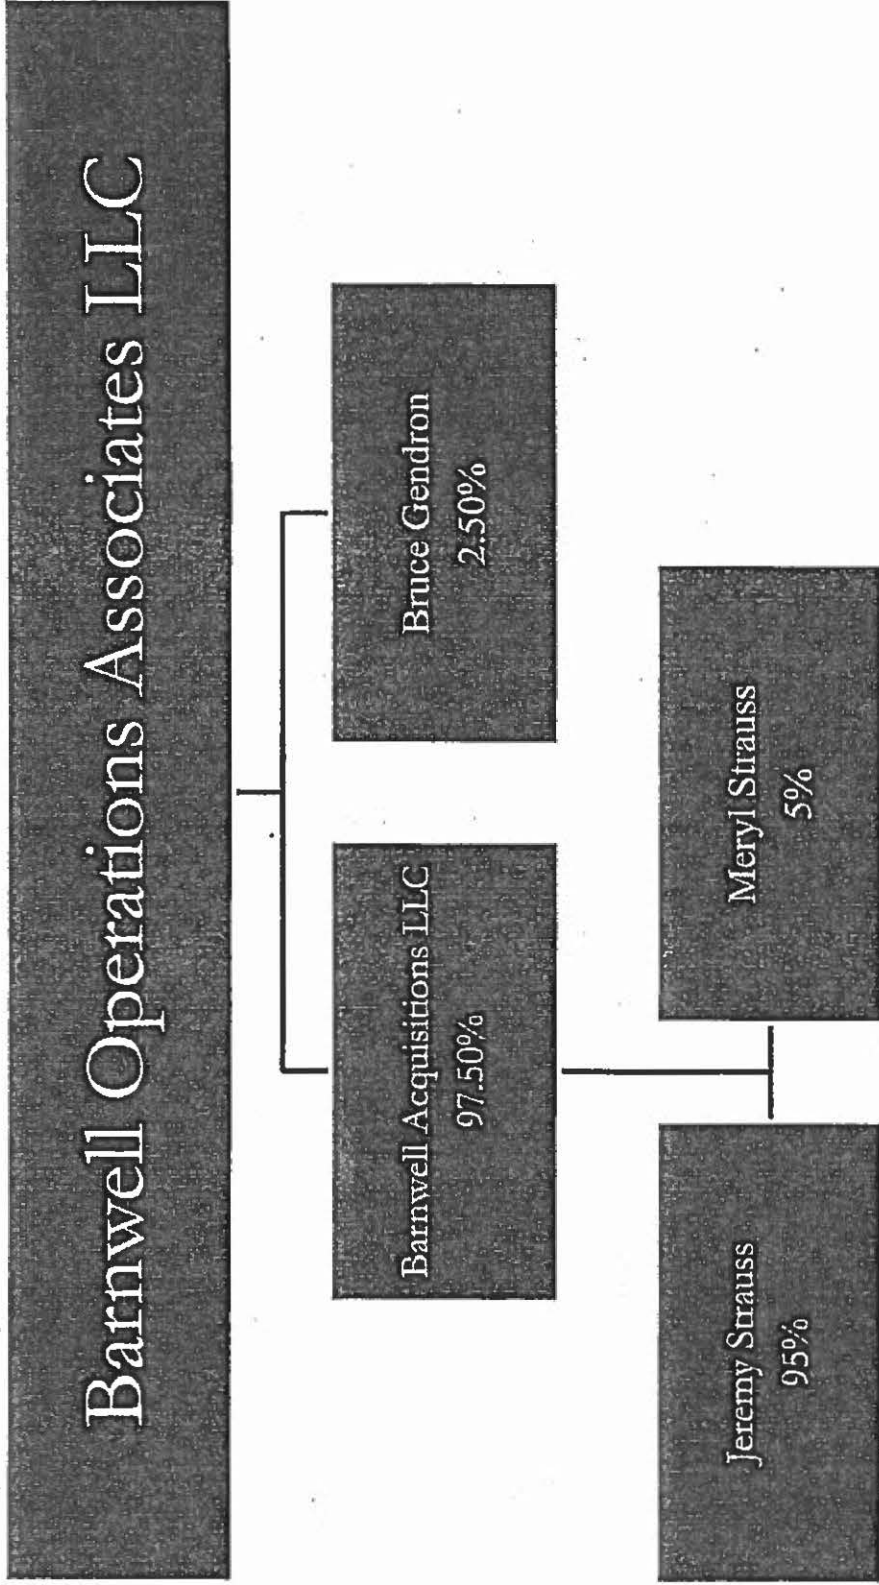 Barnwell Operations Associates LLC
Barnwell Acquisitions LLC
97.50%
Bruce Gendron
2.50%
Jeremy Strauss
95%
Meryl Strauss
5%